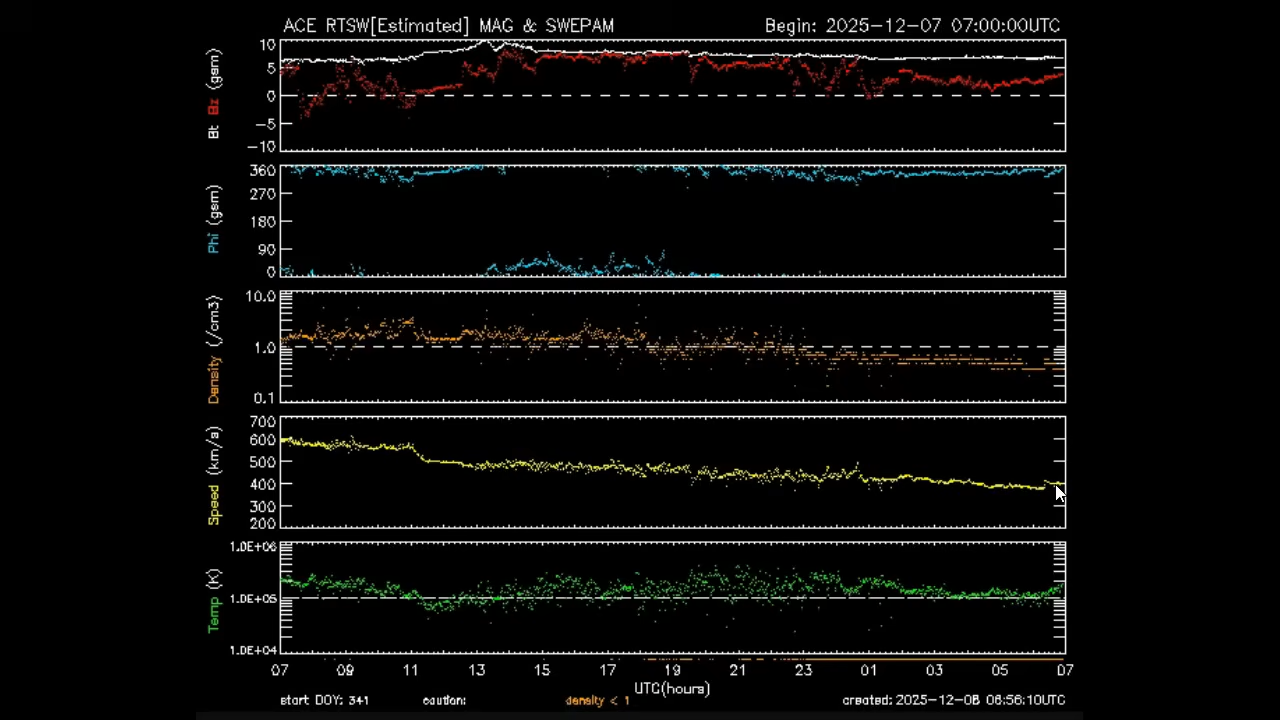 ACE RTSW[Estimated] MAG & SWEPAM Begin: 2025-12-07 07:00:00UTC
Bt Bz (gsm)
10
5
0
-5
-10
Phi (gsm)
360
270
180
90
0
Density (/cm3)
10.0
1.0
0.1
Speed (km/s)
700
600
500
400
300
200
Temp (K)
1.0E+06
1.0E+05
1.0E+04
07 09 11 13 15 17 19 21 23 01 03 05 07
UTC(hours)
start DOY: 341 caution: density < 1 created: 2025-12-08 06:56:10UTC